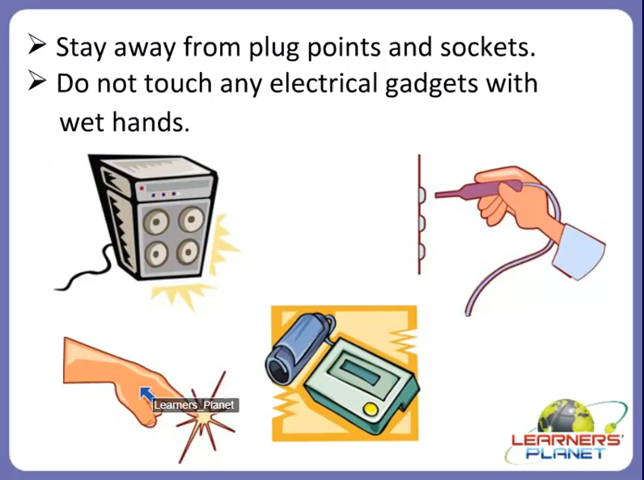 ➢ Stay away from plug points and sockets.
➢ Do not touch any electrical gadgets with
wet hands.
Learners_Planet
LEARNERS'
PLANET